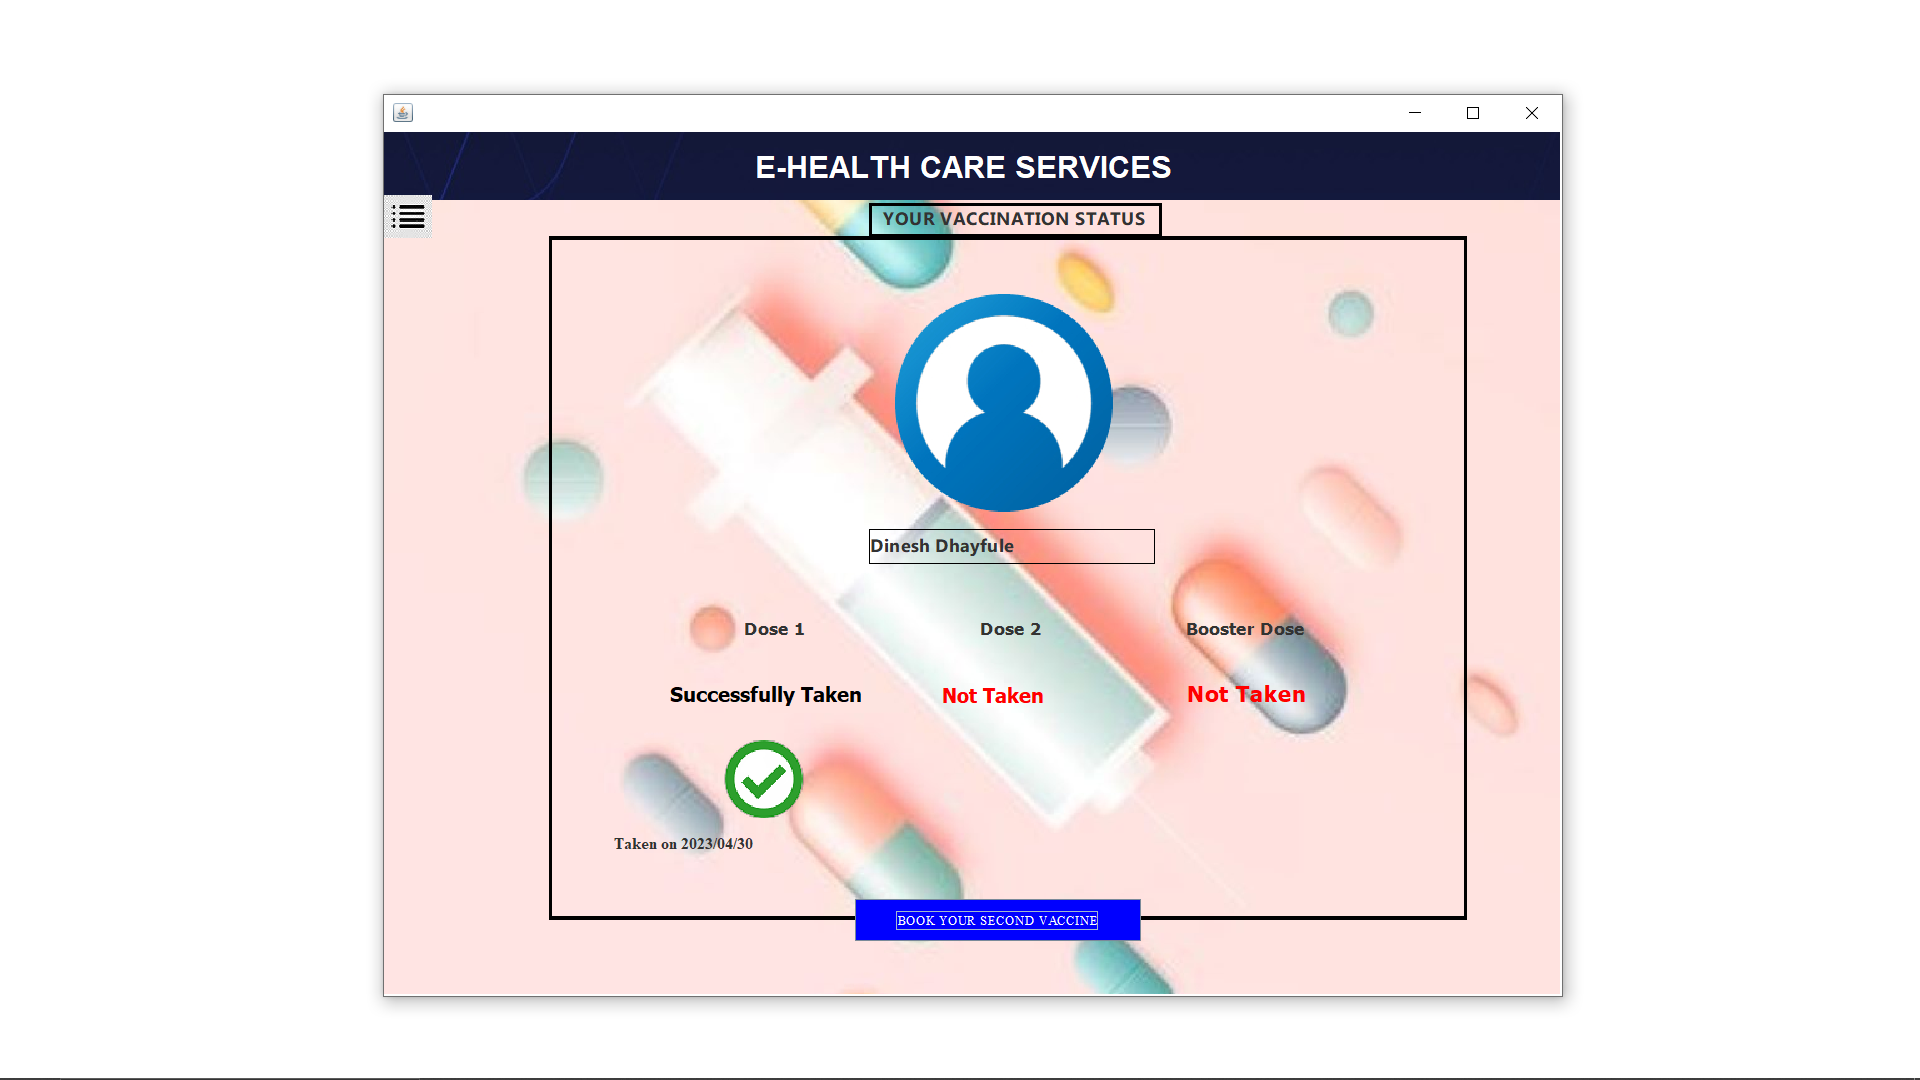 E-HEALTH CARE SERVICES
YOUR VACCINATION STATUS
Dinesh Dhayfule
Dose 1 Dose 2 Booster Dose
Successfully Taken Not Taken Not Taken
Taken on 2023/04/30
BOOK YOUR SECOND VACCINE